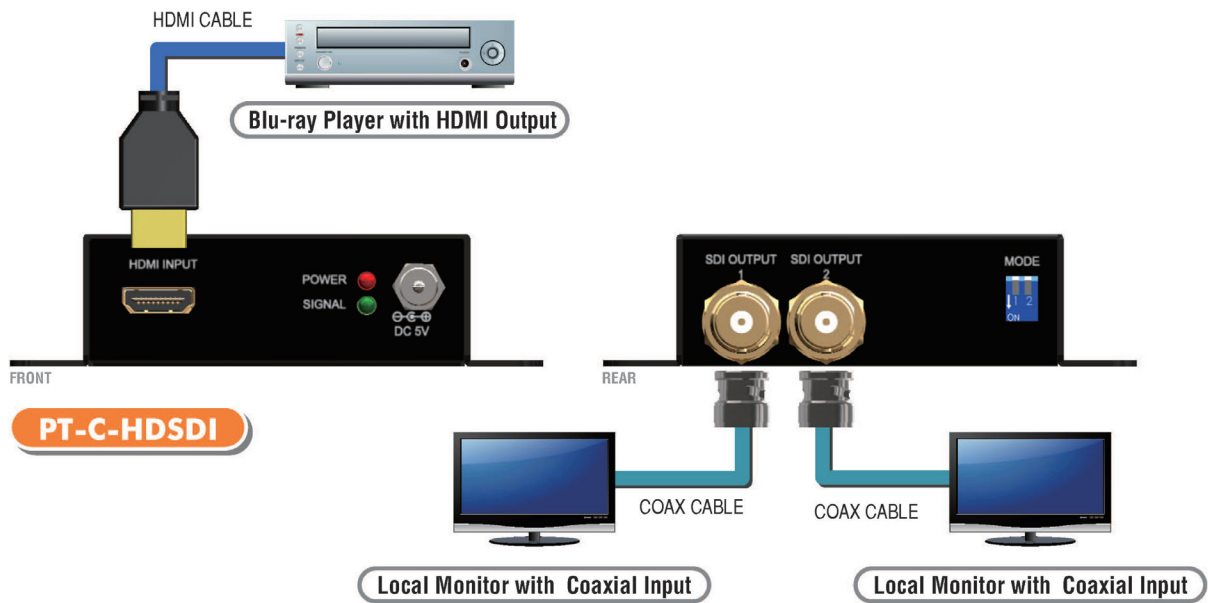 HDMI CABLE
Blu-ray Player with HDMI Output
HDMI INPUT
POWER
SIGNAL
DC 5V
FRONT
PT-C-HDSDI
SDI OUTPUT
1
SDI OUTPUT
2
MODE
1 2
ON
REAR
COAX CABLE
COAX CABLE
Local Monitor with Coaxial Input
Local Monitor with Coaxial Input